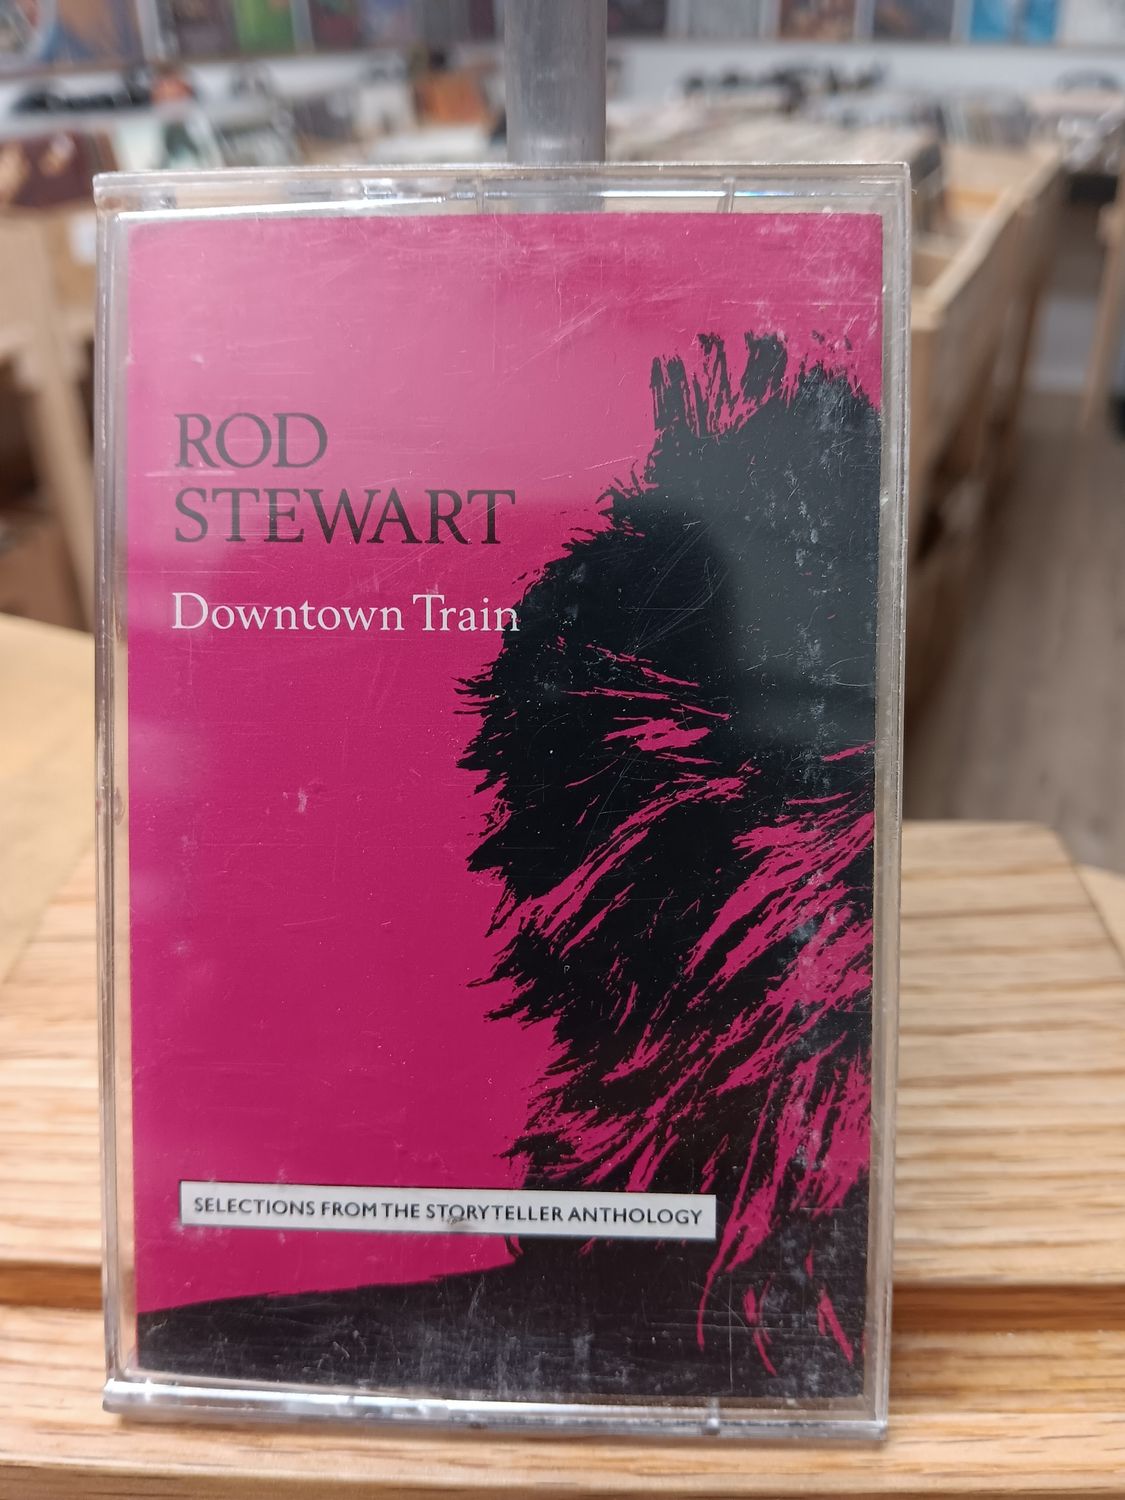 ROD
STEWART
Downtown Train
SELECTIONS FROM THE STORYTELLER ANTHOLOGY